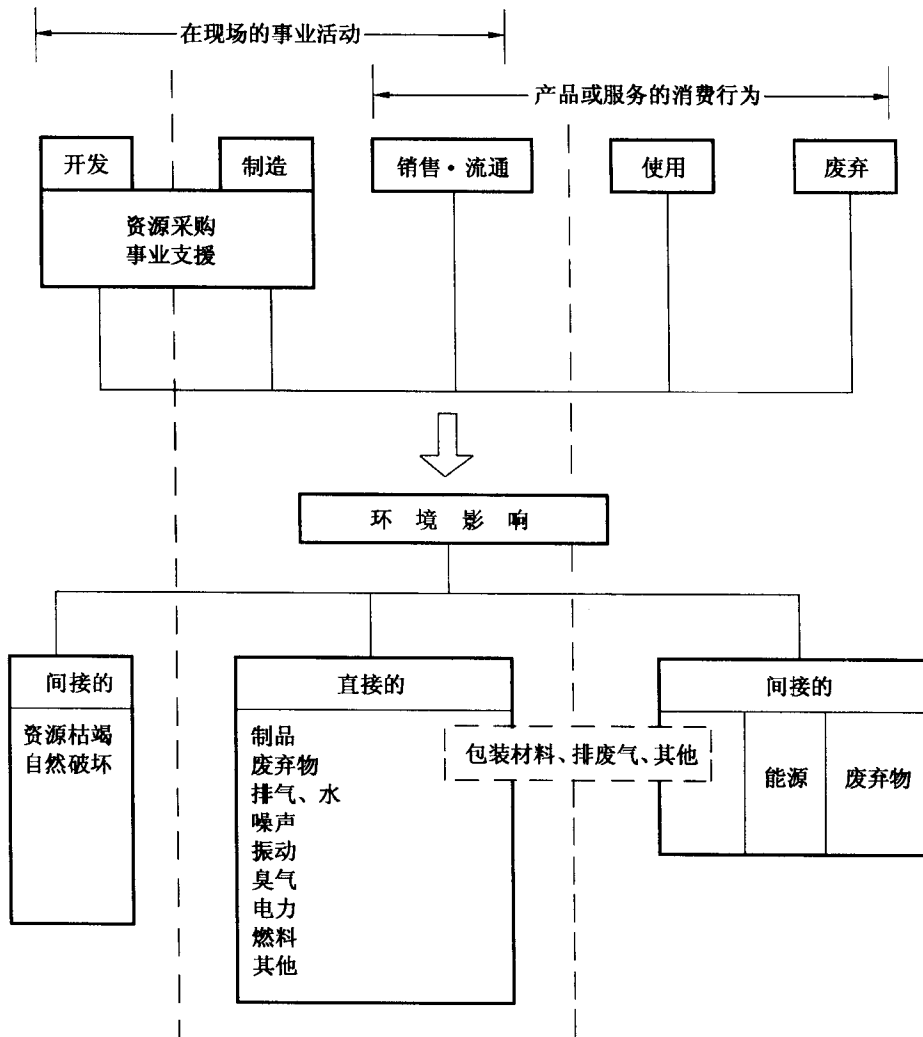 在现场的事业活动
产品或服务的消费行为
开发
制造
销售·流通
使用
废弃
资源采购
事业支援
环境影响
间接的
资源枯竭
自然破坏
直接的
制品
废弃物
排气、水
噪声
振动
臭气
电力
燃料
其他
包装材料、排废气、其他
间接的
能源
废弃物